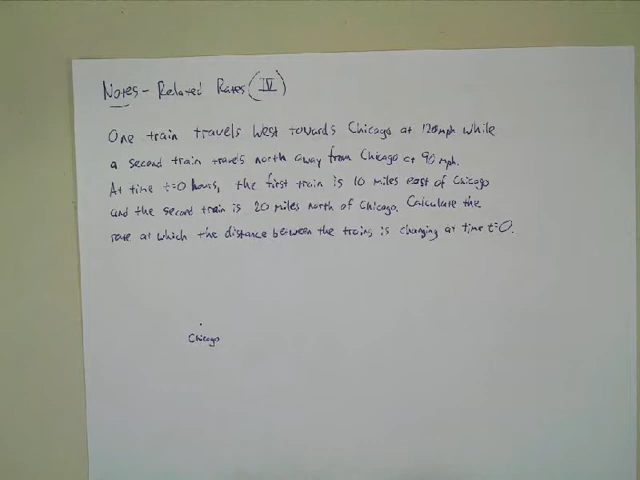 Notes - Related Rates (IV)
One train travels West towards Chicago at 120mph while
a second train travels north away from Chicago at 90 mph.
At time t=0 hours, the first train is 10 miles east of Chicago
and the second train is 20 miles north of Chicago. Calculate the
rate at which the distance between the trains is changing at time t=0.
Chicago